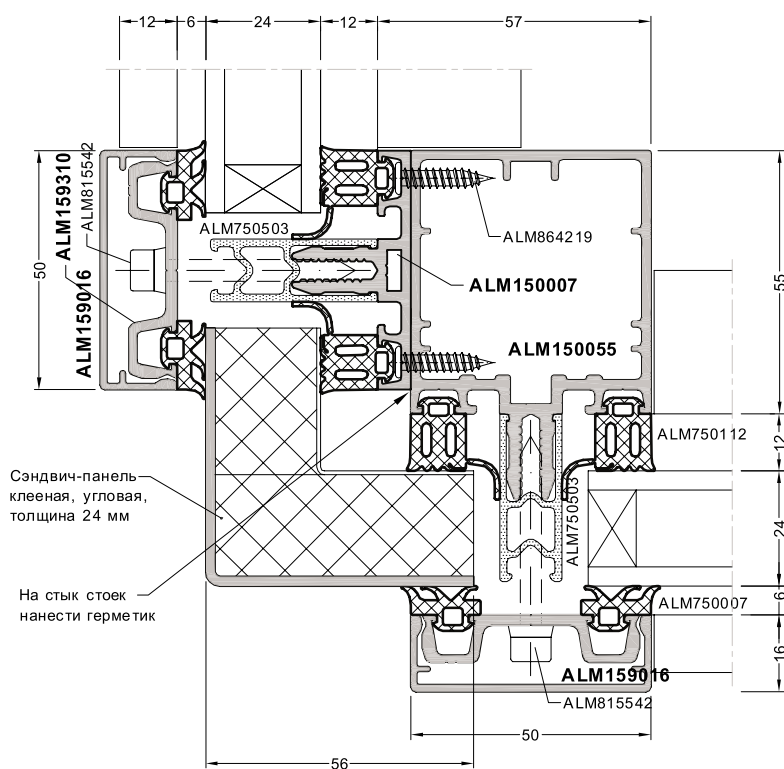 12
6
24
12
57
ALM159310
ALM815542
ALM750503
ALM864219
50
ALM150007
55
ALM159016
ALM150055
ALM750112
12
Сэндвич-панель
клееная, угловая,
толщина 24 мм
ALM750503
24
На стык стоек
нанести герметик
ALM750007
6
16
ALM159016
ALM815542
50
56